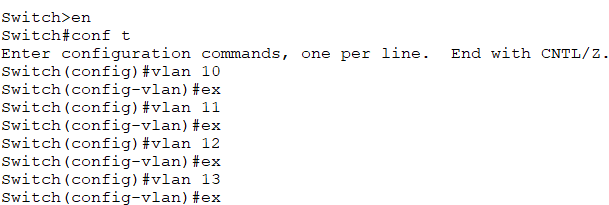 Switch>en
Switch#conf t
Enter configuration commands, one per line.  End with CNTL/Z.
Switch(config)#vlan 10
Switch(config-vlan)#ex
Switch(config)#vlan 11
Switch(config-vlan)#ex
Switch(config)#vlan 12
Switch(config-vlan)#ex
Switch(config)#vlan 13
Switch(config-vlan)#ex